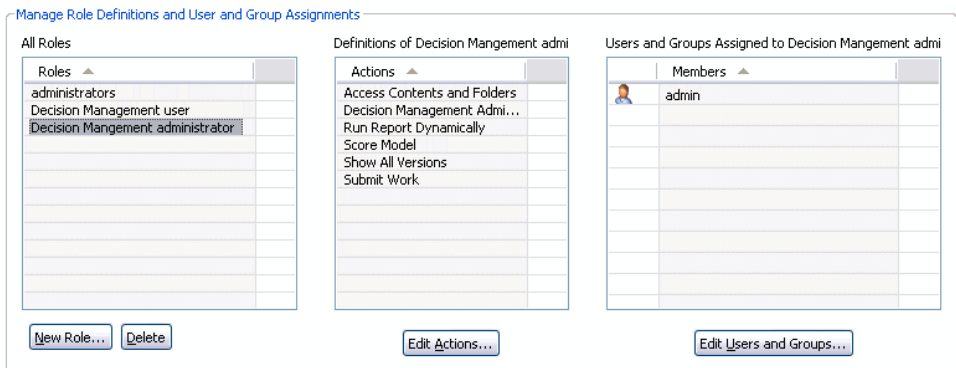 Manage Role Definitions and User and Group Assignments
All Roles
Definitions of Decision Mangement admi
Users and Groups Assigned to Decision Mangement admi
Roles
Actions
Members
administrators
Access Contents and Folders
admin
Decision Management user
Decision Management Admi...
Decision Mangement administrator
Run Report Dynamically
Score Model
Show All Versions
Submit Work
New Role...
Delete
Edit Actions...
Edit Users and Groups...